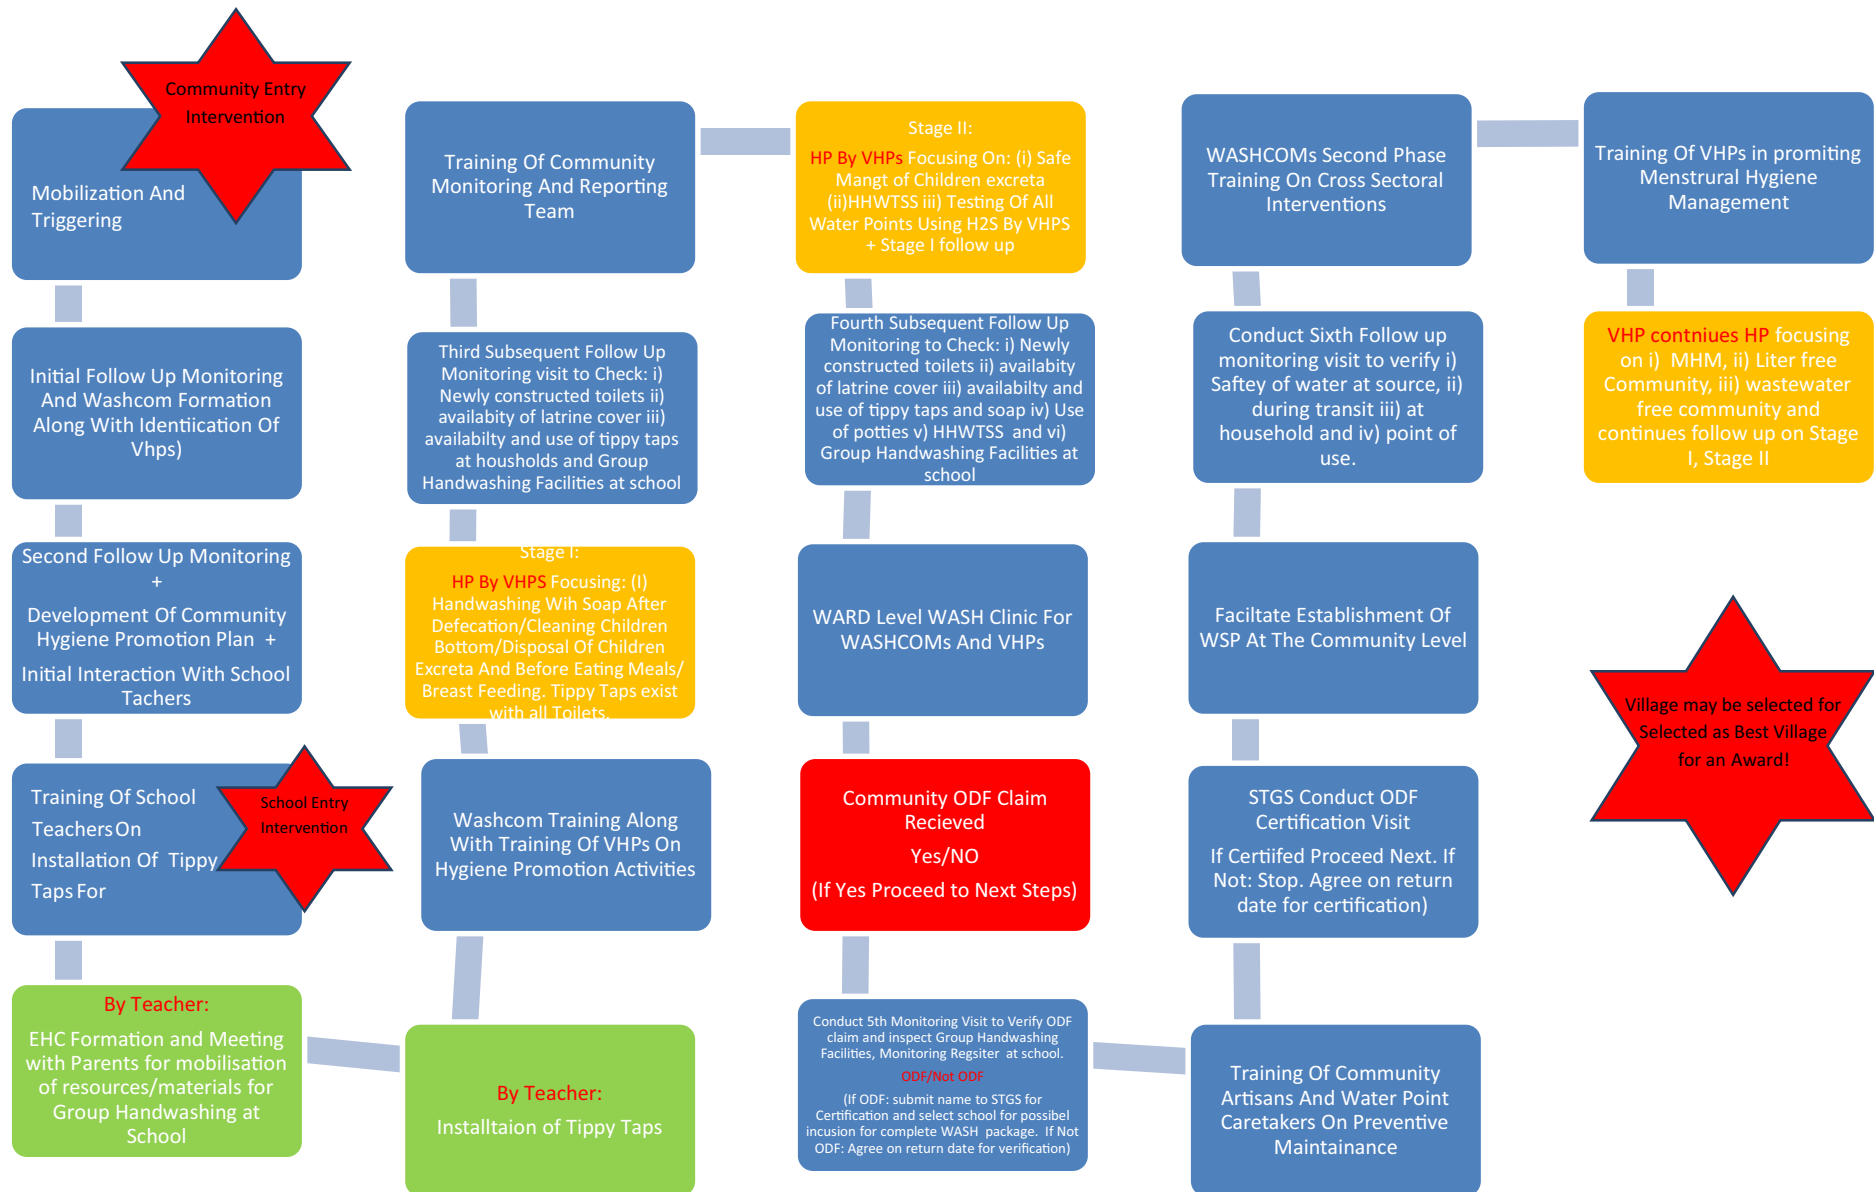 Community Entry
Intervention
Mobilization And
Triggering
Initial Follow Up Monitoring
And Washcom Formation
Along With Identiication Of
Vhps)
Second Follow Up Monitoring
+
Development Of Community
Hygiene Promotion Plan +
Initial Interaction With School
Tachers
Training Of School
Teachers On
Installation Of Tippy
Taps For
School Entry
Intervention
By Teacher:
EHC Formation and Meeting
with Parents for mobilisation
of resources/materials for
Group Handwashing at
School
By Teacher:
Installtaion of Tippy Taps
Washcom Training Along
With Training Of VHPs On
Hygiene Promotion Activities
Stage I:
HP By VHPS Focusing: (I)
Handwashing Wih Soap After
Defecation/Cleaning Children
Bottom/Disposal Of Children
Excreta And Before Eating Meals/
Breast Feeding. Tippy Taps exist
with all Toilets.
Third Subsequent Follow Up
Monitoring visit to Check: i)
Newly constructed toilets ii)
availabity of latrine cover iii)
availabilty and use of tippy taps
at housholds and Group
Handwashing Facilities at school
Training Of Community
Monitoring And Reporting
Team
Stage II:
HP By VHPs Focusing On: (i) Safe
Mangt of Children excreta
(ii)HHWTSS iii) Testing Of All
Water Points Using H2S By VHPS
+ Stage I follow up
Fourth Subsequent Follow Up
Monitoring to Check: i) Newly
constructed toilets ii) availabity
of latrine cover iii) availabilty and
use of tippy taps and soap iv) Use
of potties v) HHWTSS and vi)
Group Handwashing Facilities at
school
WARD Level WASH Clinic For
WASHCOMs And VHPs
Community ODF Claim
Recieved
Yes/NO
(If Yes Proceed to Next Steps)
Conduct 5th Monitoring Visit to Verify ODF
claim and inspect Group Handwashing
Facilities, Monitoring Regsiter at school.
ODF/Not ODF
(If ODF: submit name to STGS for
Certification and select school for possibel
incusion for complete WASH package. If Not
ODF: Agree on return date for verification)
Training Of Community
Artisans And Water Point
Caretakers On Preventive
Maintainance
STGS Conduct ODF
Certification Visit
If Certiifed Proceed Next. If
Not: Stop. Agree on return
date for certification)
Faciltate Establishment Of
WSP At The Community Level
Conduct Sixth Follow up
monitoring visit to verify i)
Saftey of water at source, ii)
during transit iii) at
household and iv) point of
use.
WASHCOMs Second Phase
Training On Cross Sectoral
Interventions
Training Of VHPs in promiting
Menstrural Hygiene
Management
VHP contniues HP focusing
on i) MHM, ii) Liter free
Community, iii) wastewater
free community and
continues follow up on Stage
I, Stage II
Village may be selected for
Selected as Best Village
for an Award!